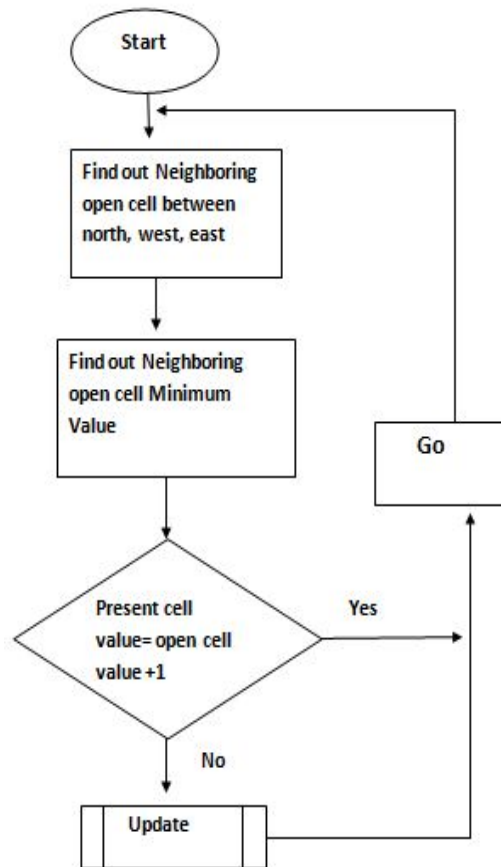 Start
Find out Neighboring
open cell between
north, west, east
Find out Neighboring
open cell Minimum
Value
Go
Present cell
value= open cell
value +1
Yes
No
Update